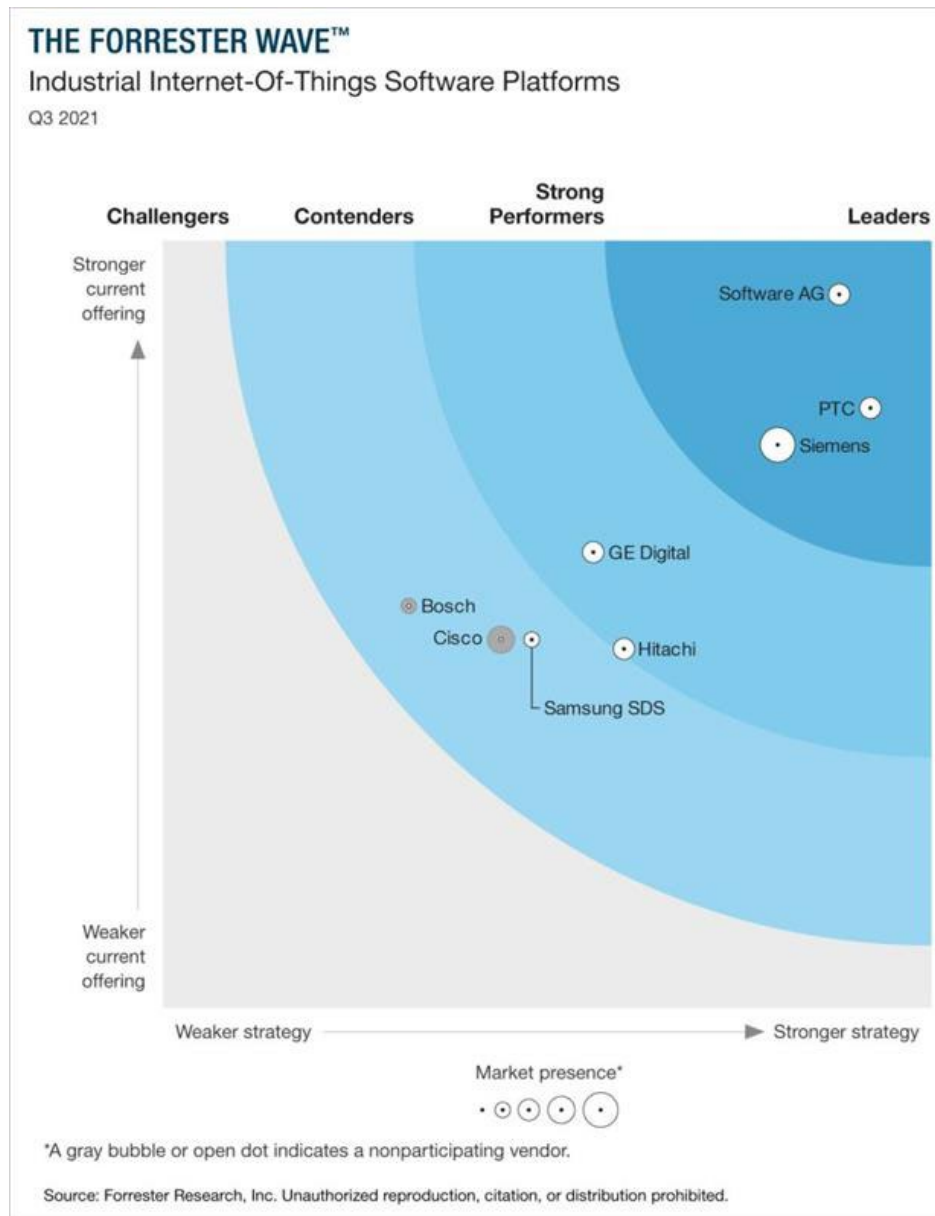 THE FORRESTER WAVE™
Industrial Internet-Of-Things Software Platforms
Q3 2021
Challengers
Contenders
Strong
Performers
Leaders
Stronger
current
offering
Software AG
PTC
Siemens
GE Digital
Bosch
Cisco
Hitachi
Samsung SDS
Weaker
current
offering
Weaker strategy
Stronger strategy
Market presence*
*A gray bubble or open dot indicates a nonparticipating vendor.
Source: Forrester Research, Inc. Unauthorized reproduction, citation, or distribution prohibited.